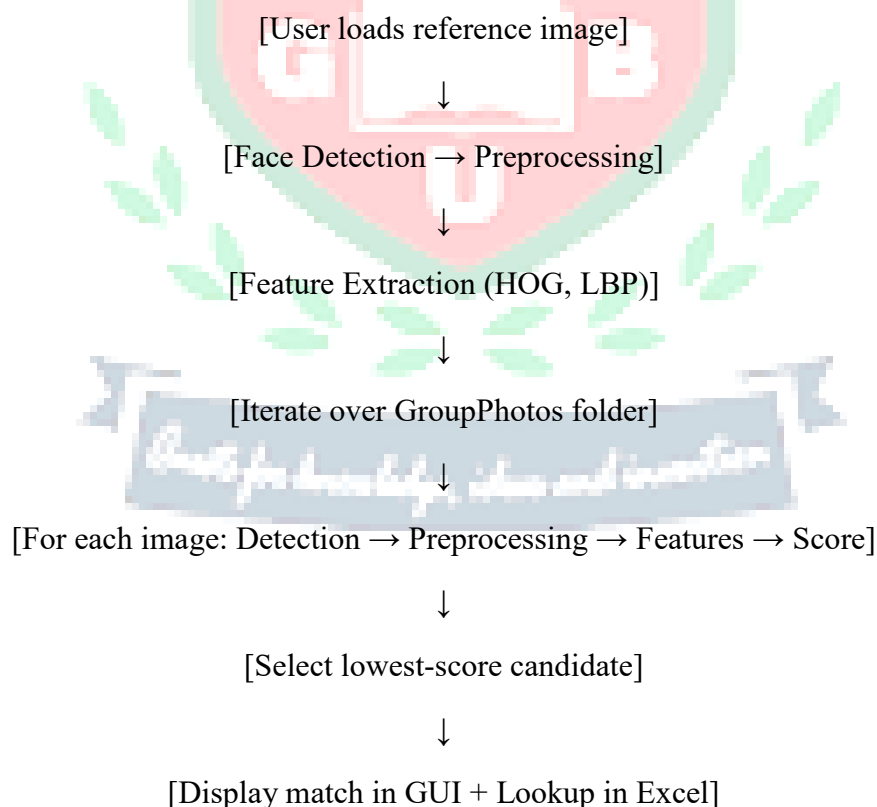 G B
[User loads reference image]
↓
[Face Detection → Preprocessing]
U
↓
[Feature Extraction (HOG, LBP)]
↓
[Iterate over GroupPhotos folder]
↓
[For each image: Detection → Preprocessing → Features → Score]
↓
[Select lowest-score candidate]
↓
[Display match in GUI + Lookup in Excel]